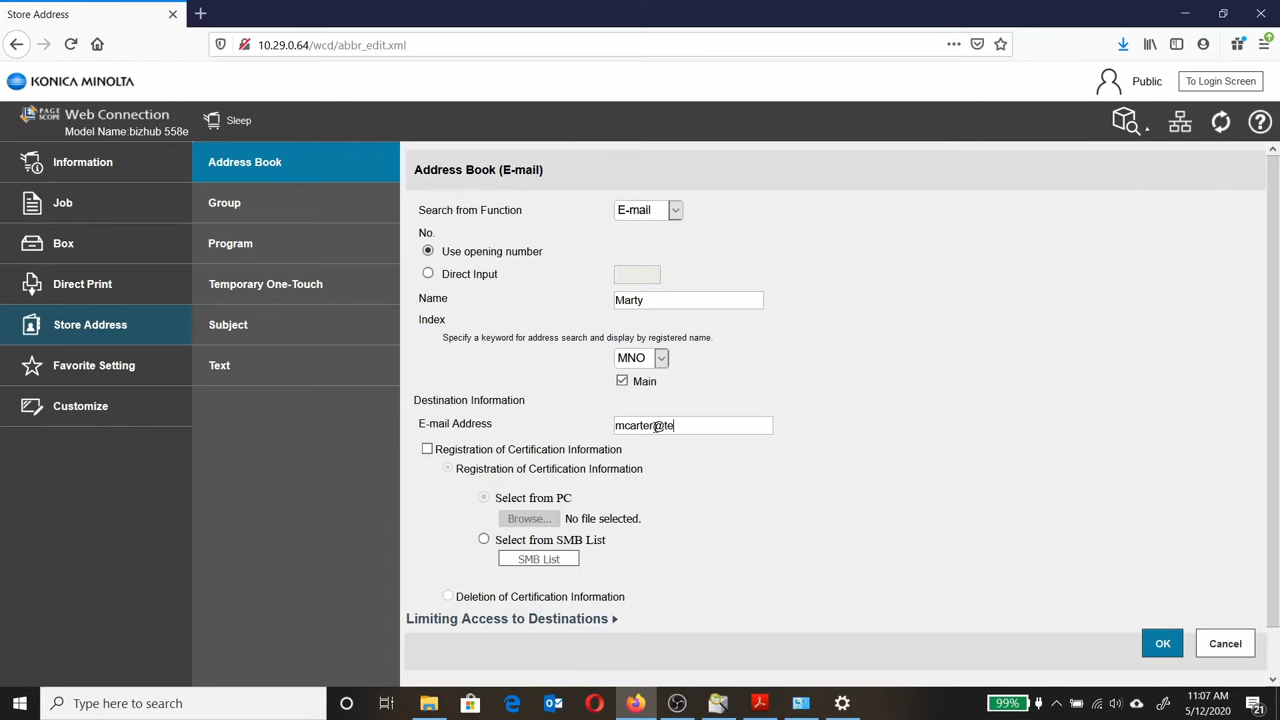 Store Address
10.29.0.64/wcd/abbr_edit.xml
KONICA MINOLTA
Public
To Login Screen
PAGE SCOPE Web Connection
Model Name:bizhub 558e
Sleep
Information
Job
Box
Direct Print
Store Address
Favorite Setting
Customize
Address Book
Group
Program
Temporary One-Touch
Subject
Text
Address Book (E-mail)
Search from Function
E-mail
No.
Use opening number
Direct Input
Name
Marty
Index
Specify a keyword for address search and display by registered name.
MNO
Main
Destination Information
E-mail Address
mcarter@te
Registration of Certification Information
Registration of Certification Information
Select from PC
Browse... No file selected.
Select from SMB List
SMB List
Deletion of Certification Information
Limiting Access to Destinations
OK
Cancel
Type here to search
99%
11:07 AM
5/12/2020
21